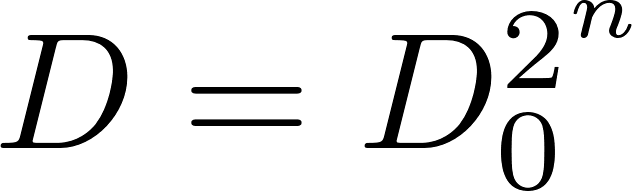 D = D_0^{2^n}